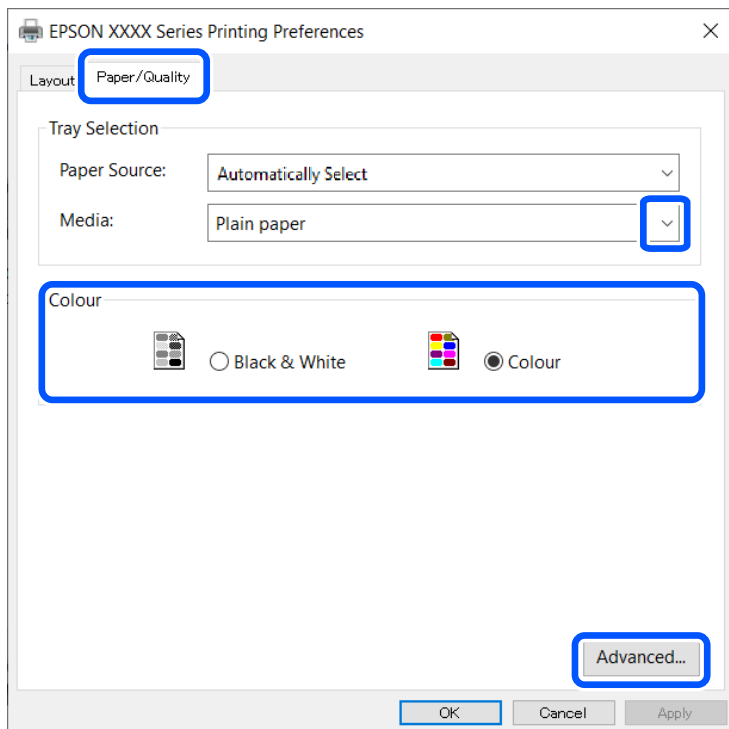 EPSON XXXX Series Printing Preferences
Layout Paper/Quality
Tray Selection
Paper Source: Automatically Select
Media: Plain paper
Colour
Black & White Colour
Advanced...
OK Cancel Apply